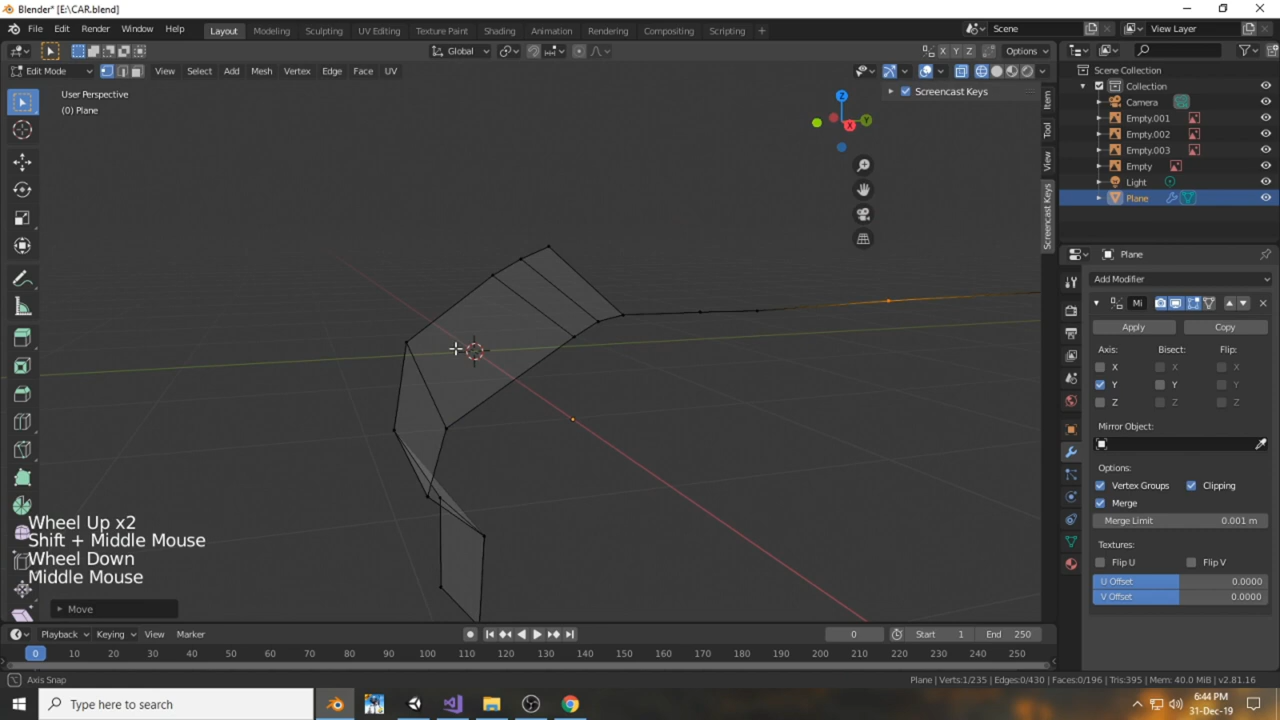 Blender* [E:\CAR.blend]
File Edit Render Window Help Layout Modeling Sculpting UV Editing Texture Paint Shading Animation Rendering Compositing Scripting + Scene View Layer
Global X Y Z Options
Edit Mode View Select Add Mesh Vertex Edge Face UV
User Perspective
(0) Plane
Screencast Keys
Z
Y
X
Item
Tool
View
Screencast Keys
Scene Collection
Collection
Camera
Empty.001
Empty.002
Empty.003
Empty
Light
Plane
Plane
Add Modifier
Mi
Apply Copy
Axis: Bisect: Flip:
X X X
Y Y Y
Z Z Z
Mirror Object:
Options:
Vertex Groups Clipping
Merge
Merge Limit 0.001 m
Textures:
Flip U Flip V
U Offset 0.0000
V Offset 0.0000
Wheel Up x2
Shift + Middle Mouse
Wheel Down
Middle Mouse
Move
Playback Keying View Marker 0 Start 1 End 250
0 10 20 30 40 50 60 70 80 90 100 110 120 130 140 150 160 170 180 190 200 210 220 230 240 250
Axis Snap
Plane | Verts:1/235 | Edges:0/430 | Faces:0/196 | Tris:395 | Mem: 40.0 MiB | v2.81.16
Type here to search
6:44 PM
31-Dec-19